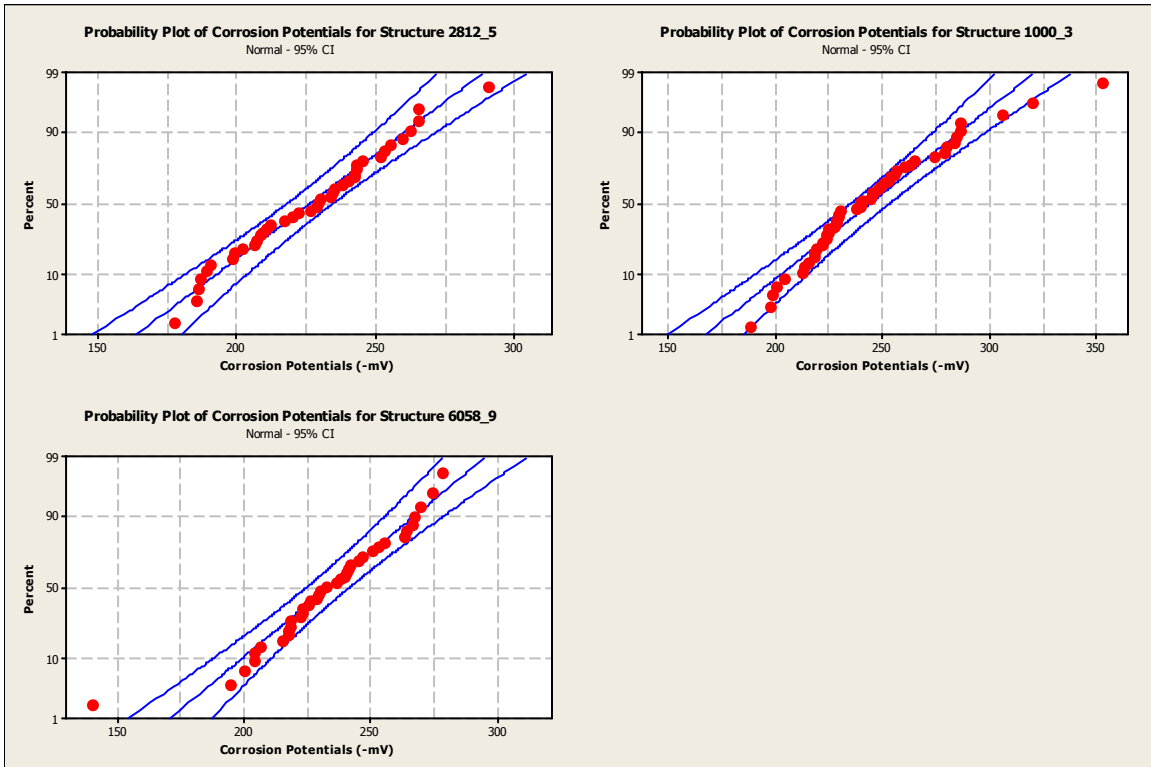 Probability Plot of Corrosion Potentials for Structure 2812_5
Normal - 95% CI
99
90
50
10
1
Percent
150 200 250 300
Corrosion Potentials (-mV)
Probability Plot of Corrosion Potentials for Structure 1000_3
Normal - 95% CI
99
90
50
10
1
Percent
150 200 250 300 350
Corrosion Potentials (-mV)
Probability Plot of Corrosion Potentials for Structure 6058_9
Normal - 95% CI
99
90
50
10
1
Percent
150 200 250 300
Corrosion Potentials (-mV)